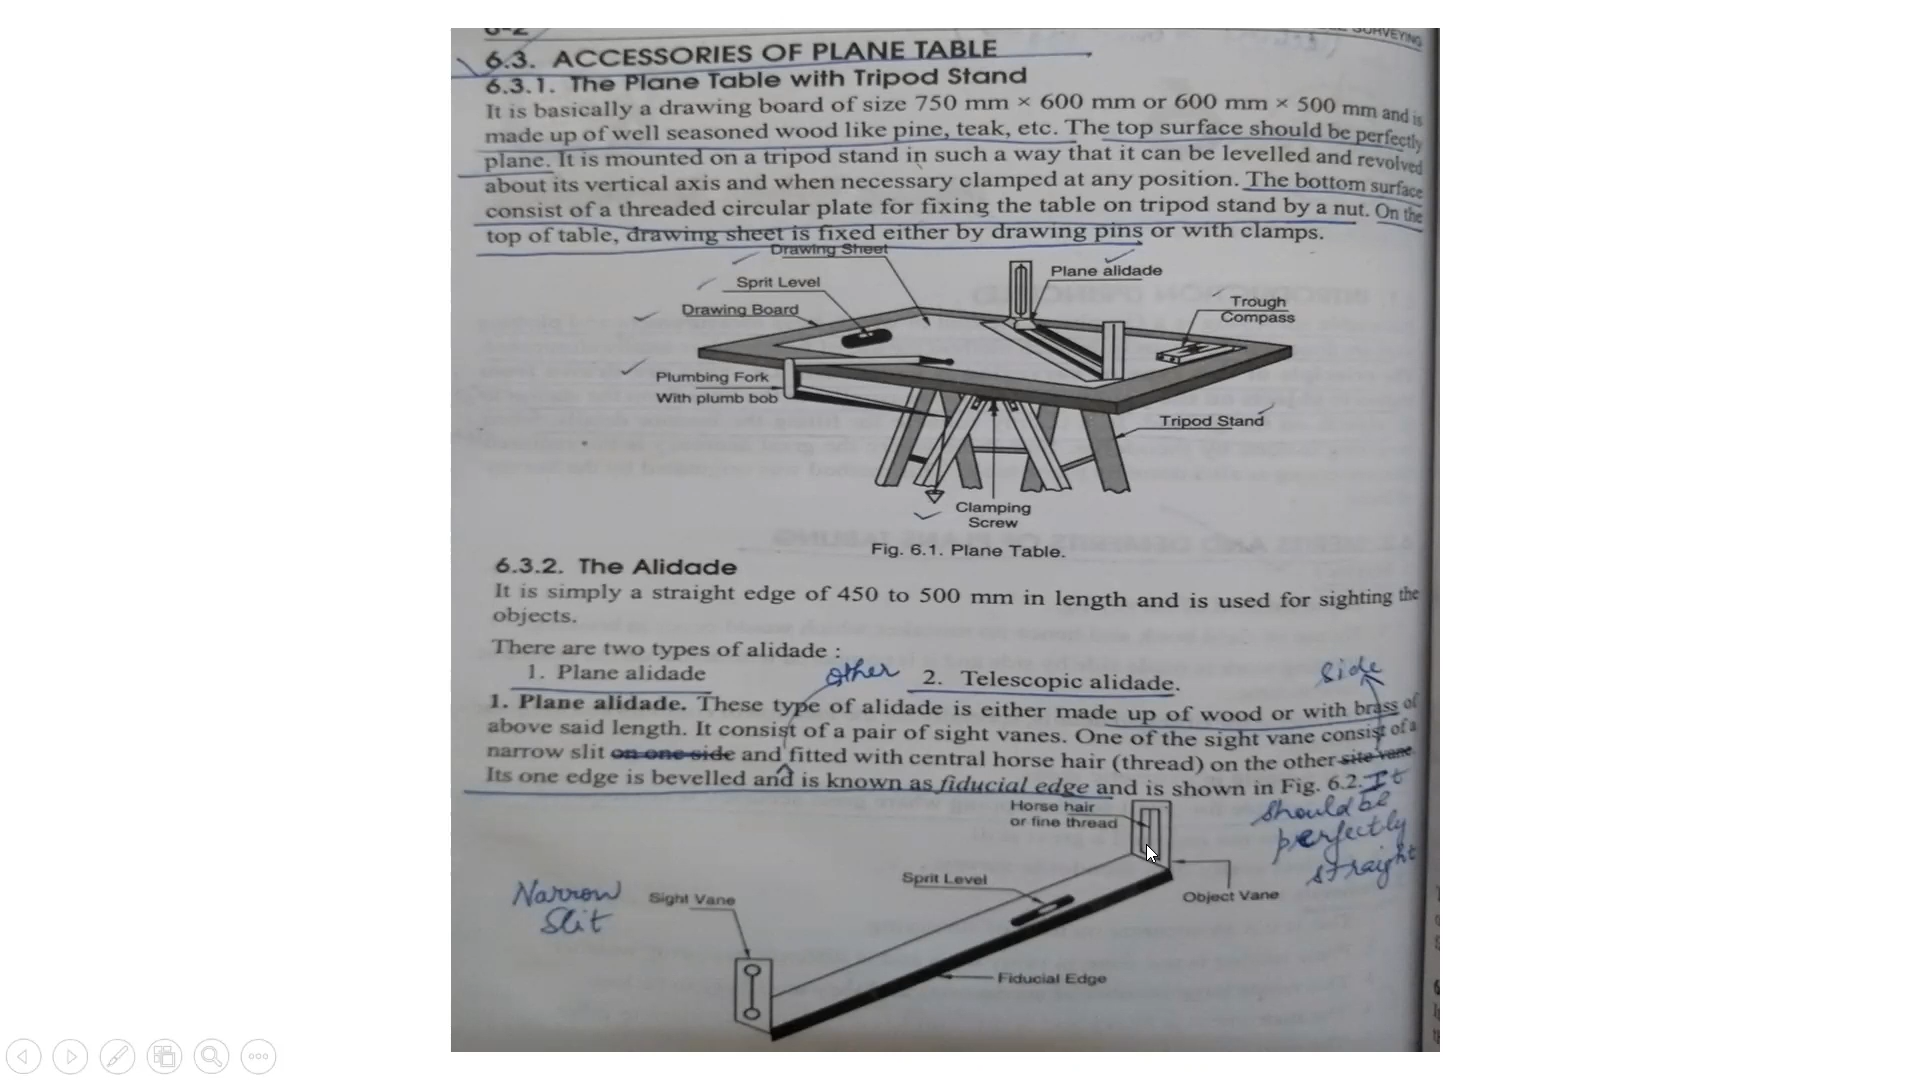 6-2
6.3. ACCESSORIES OF PLANE TABLE
6.3.1. The Plane Table with Tripod Stand
It is basically a drawing board of size 750 mm × 600 mm or 600 mm × 500 mm and is
made up of well seasoned wood like pine, teak, etc. The top surface should be perfectly
plane. It is mounted on a tripod stand in such a way that it can be levelled and revolved
about its vertical axis and when necessary clamped at any position. The bottom surface
consist of a threaded circular plate for fixing the table on tripod stand by a nut. On the
top of table, drawing sheet is fixed either by drawing pins or with clamps.
Drawing Sheet
Plane alidade
Sprit Level
Trough
Compass
Drawing Board
Plumbing Fork
With plumb bob
Tripod Stand
Clamping
Screw
Fig. 6.1. Plane Table.
6.3.2. The Alidade
It is simply a straight edge of 450 to 500 mm in length and is used for sighting the
objects.
There are two types of alidade :
1. Plane alidade
other
2. Telescopic alidade.
side
1. Plane alidade. These type of alidade is either made up of wood or with brass of
above said length. It consist of a pair of sight vanes. One of the sight vane consist of a
narrow slit on one side and fitted with central horse hair (thread) on the other site vane.
Its one edge is bevelled and is known as fiducial edge and is shown in Fig. 6.2. It
should be
perfectly
straight
Horse hair
or fine thread
Sprit Level
Object Vane
Narrow
Slit
Sight Vane
Fiducial Edge